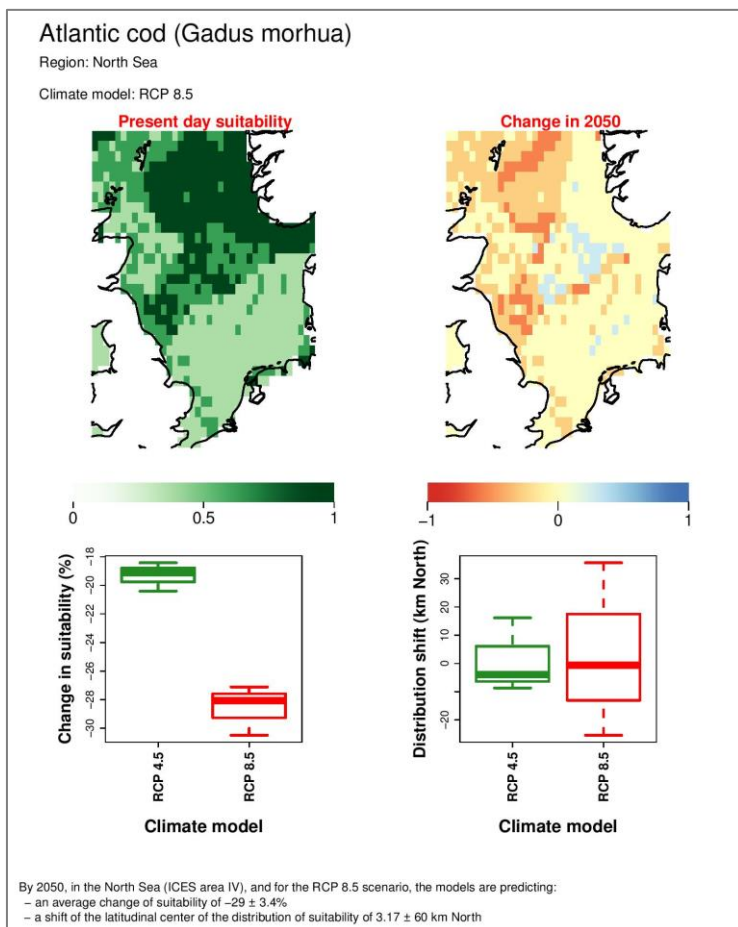 Atlantic cod (Gadus morhua)
Region: North Sea
Climate model: RCP 8.5
Present day suitability
Change in 2050
0
0.5
1
−1
0
1
Change in suitability (%)
−18
−20
−22
−24
−26
−28
−30
RCP 4.5
RCP 8.5
Climate model
Distribution shift (km North)
30
20
10
0
−20
RCP 4.5
RCP 8.5
Climate model
By 2050, in the North Sea (ICES area IV), and for the RCP 8.5 scenario, the models are predicting:
− an average change of suitability of −29 ± 3.4%
− a shift of the latitudinal center of the distribution of suitability of 3.17 ± 60 km North